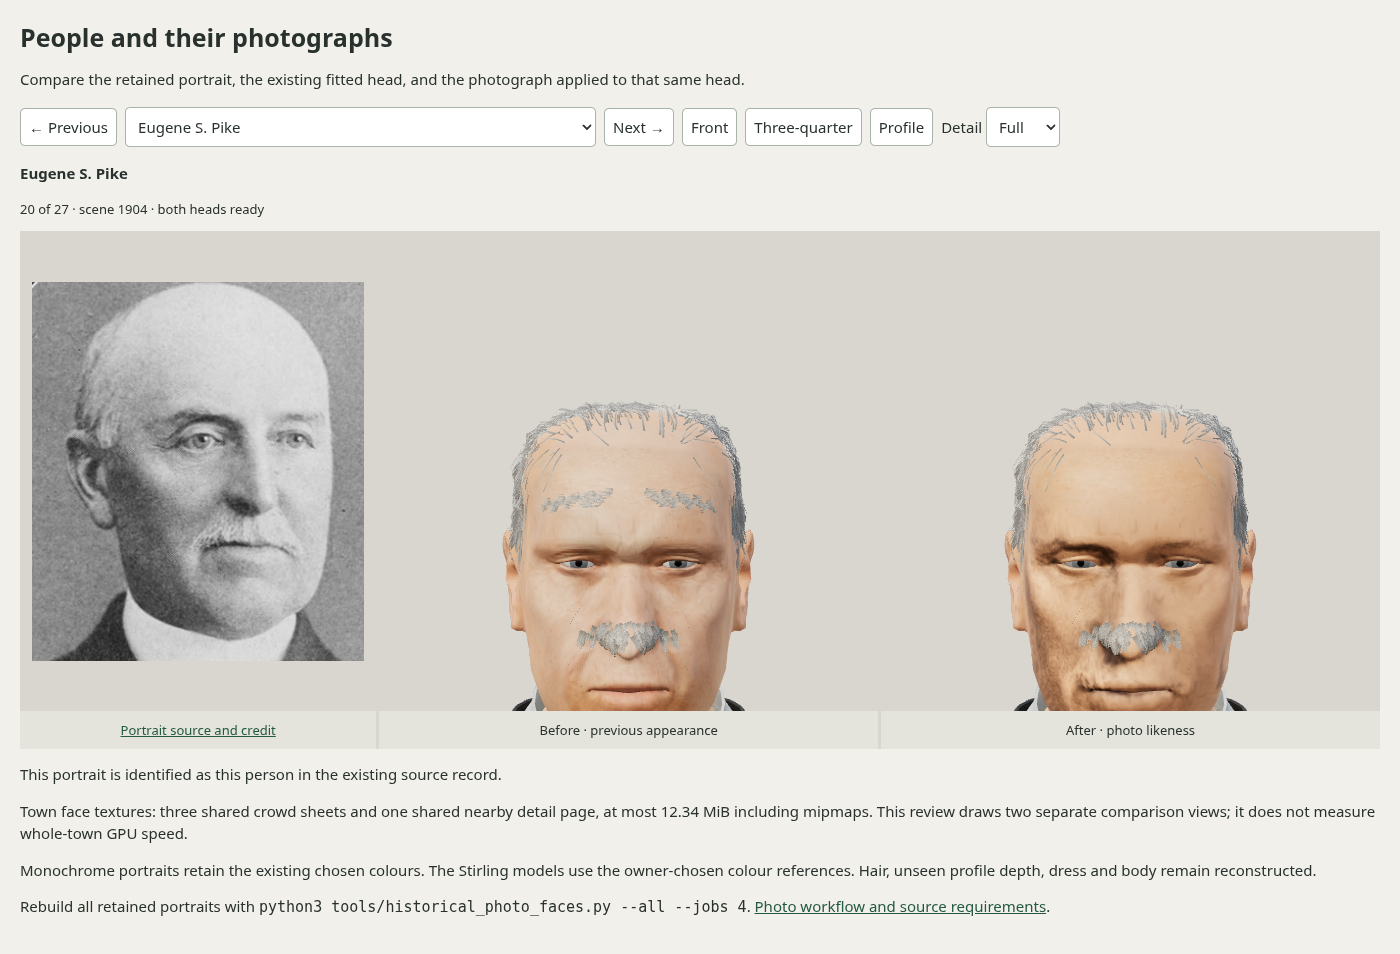 People and their photographs
Compare the retained portrait, the existing fitted head, and the photograph applied to that same head.
← Previous Eugene S. Pike Next → Front Three-quarter Profile Detail Full
Eugene S. Pike
20 of 27 · scene 1904 · both heads ready
Portrait source and credit Before · previous appearance After · photo likeness
This portrait is identified as this person in the existing source record.
Town face textures: three shared crowd sheets and one shared nearby detail page, at most 12.34 MiB including mipmaps. This review draws two separate comparison views; it does not measure
whole-town GPU speed.
Monochrome portraits retain the existing chosen colours. The Stirling models use the owner-chosen colour references. Hair, unseen profile depth, dress and body remain reconstructed.
Rebuild all retained portraits with python3 tools/historical_photo_faces.py --all --jobs 4. Photo workflow and source requirements.